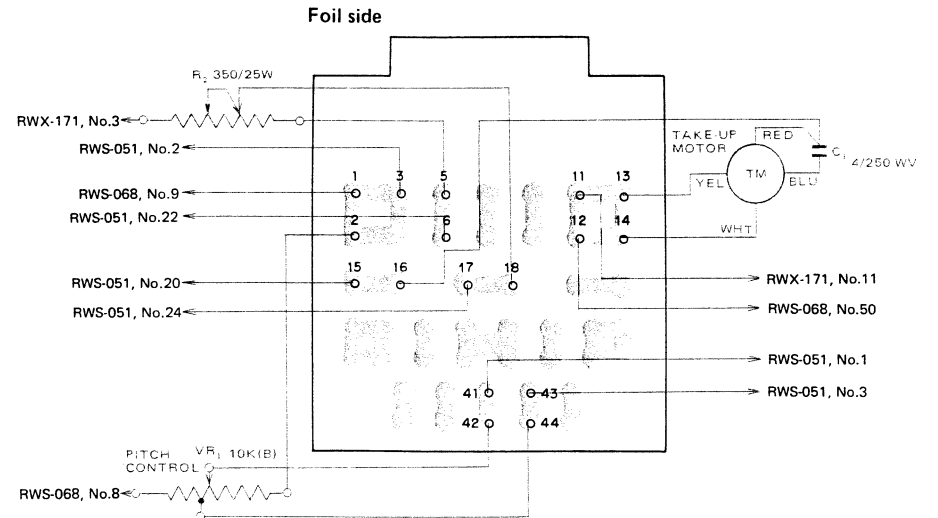 Foil side
R₂ 350/25W
RWX-171, No.3
RWS-051, No.2
TAKE-UP MOTOR
RED
C₁ 4/250 WV
TM
YEL
BLU
WHT
1 3 5 11 13
RWS-068, No.9
RWS-051, No.22
2 6 12 14
15 16 17 18
RWS-051, No.20
RWX-171, No.11
RWS-051, No.24
RWS-068, No.50
RWS-051, No.1
41 43
RWS-051, No.3
42 44
PITCH CONTROL
VR₁ 10K(B)
RWS-068, No.8